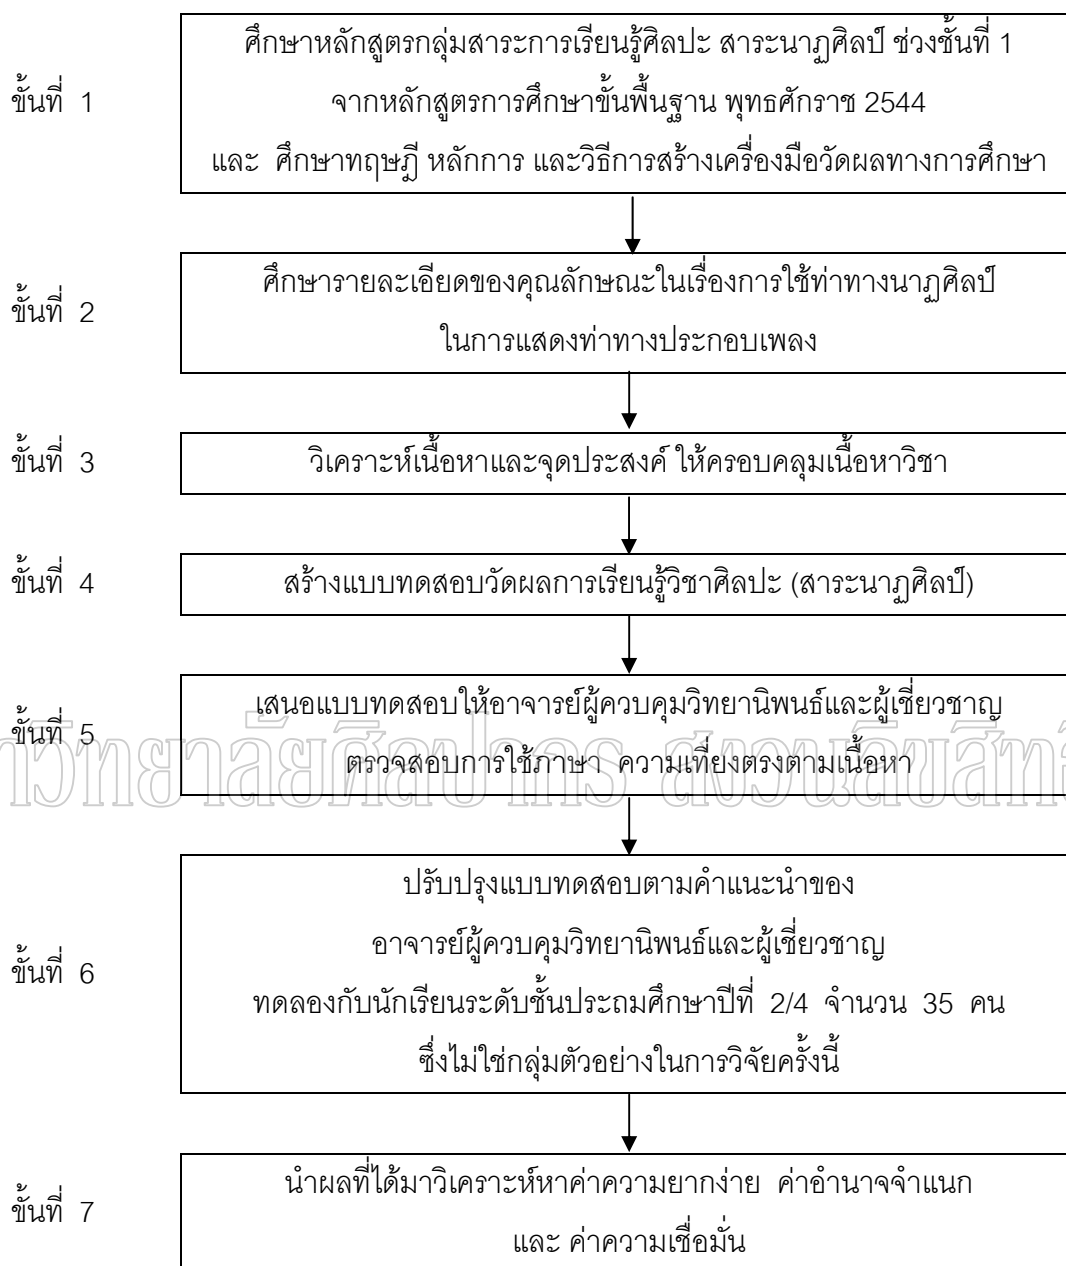 ขั้นที่ 1
ศึกษาหลักสูตรกลุ่มสาระการเรียนรู้ศิลปะ สาระนาฏศิลป์ ช่วงชั้นที่ 1
จากหลักสูตรการศึกษาขั้นพื้นฐาน พุทธศักราช 2544
และ ศึกษาทฤษฎี หลักการ และวิธีการสร้างเครื่องมือวัดผลทางการศึกษา
ขั้นที่ 2
ศึกษารายละเอียดของคุณลักษณะในเรื่องการใช้ท่าทางนาฏศิลป์
ในการแสดงท่าทางประกอบเพลง
ขั้นที่ 3
วิเคราะห์เนื้อหาและจุดประสงค์ ให้ครอบคลุมเนื้อหาวิชา
ขั้นที่ 4
สร้างแบบทดสอบวัดผลการเรียนรู้วิชาศิลปะ (สาระนาฏศิลป์)
ขั้นที่ 5
เสนอแบบทดสอบให้อาจารย์ผู้ควบคุมวิทยานิพนธ์และผู้เชี่ยวชาญ
ตรวจสอบการใช้ภาษา ความเที่ยงตรงตามเนื้อหา
วิทยาลัยศิลปากร สงวนลิขสิทธิ์
ขั้นที่ 6
ปรับปรุงแบบทดสอบตามคำแนะนำของ
อาจารย์ผู้ควบคุมวิทยานิพนธ์และผู้เชี่ยวชาญ
ทดลองกับนักเรียนระดับชั้นประถมศึกษาปีที่ 2/4 จำนวน 35 คน
ซึ่งไม่ใช่กลุ่มตัวอย่างในการวิจัยครั้งนี้
ขั้นที่ 7
นำผลที่ได้มาวิเคราะห์หาค่าความยากง่าย ค่าอำนาจจำแนก
และ ค่าความเชื่อมั่น